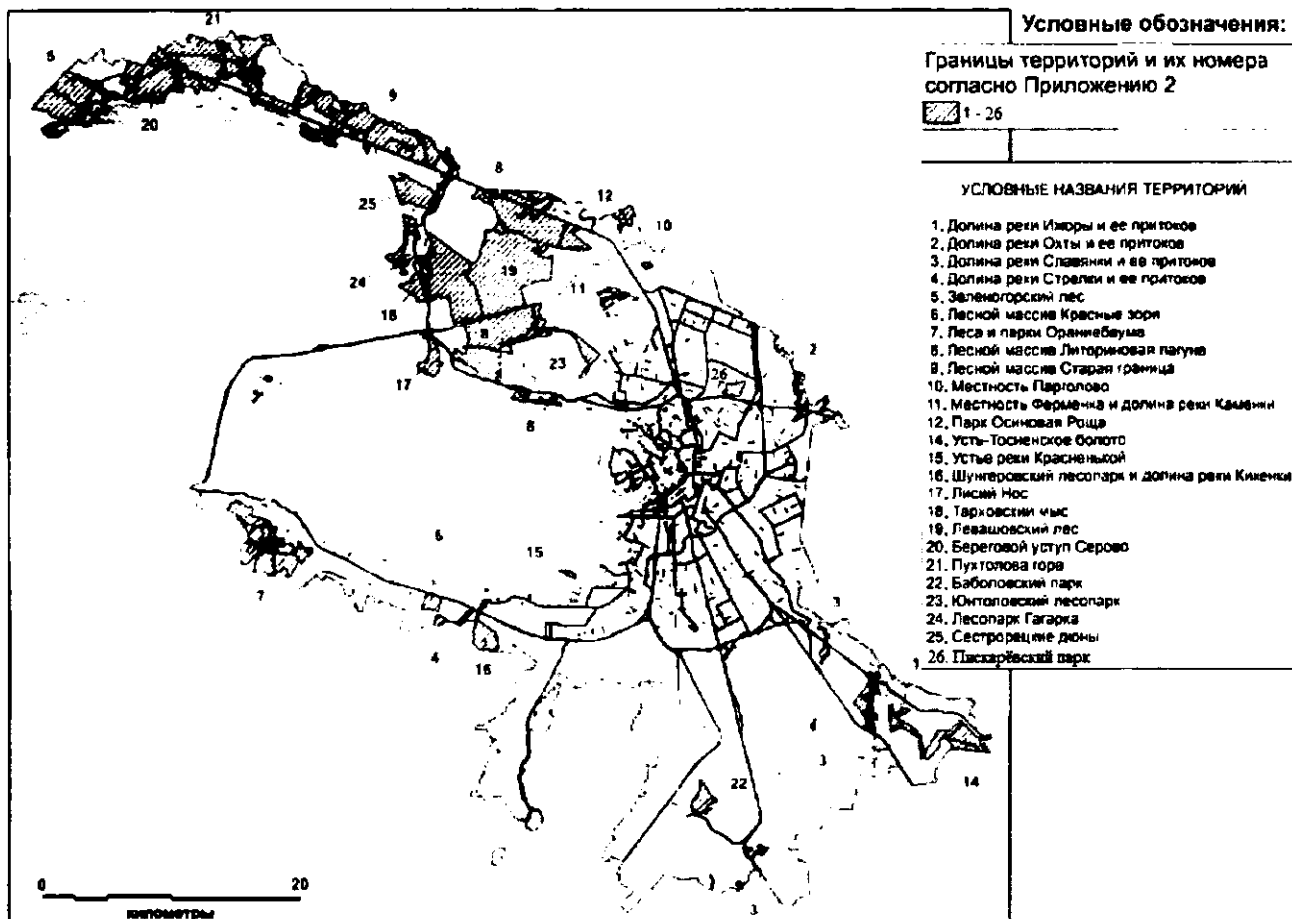 Условные обозначения:
Границы территорий и их номера
согласно Приложению 2
1 - 26
УСЛОВНЫЕ НАЗВАНИЯ ТЕРРИТОРИЙ
1. Долина реки Ижоры и ее притоков
2. Долина реки Охты и ее притоков
3. Долина реки Славянки и ее притоков
4. Долина реки Стрелки и ее притоков
5. Зеленогорский лес
6. Лесной массив Красные зори
7. Леса и парки Ораниебаума
8. Лесной массив Литориновая лагуна
9. Лесной массив Старая граница
10. Местность Парголово
11. Местность Ферменка и долина реки Каменки
12. Парк Осиновая Роща
14. Усть-Тосненское болото
15. Устье реки Красненькой
16. Шунгеровский лесопарк и долина реки Кикенки
17. Лисий Нос
18. Тарховский мыс
19. Левашовский лес
20. Береговой уступ Серово
21. Пухтолова гора
22. Баболовский парк
23. Юнтоловский лесопарк
24. Лесопарк Гагарка
25. Сестрорецкие дюны
26. Пискарёвский парк
21
5
9
20
8
12
25
10
19
24
11
18
8
2
23
26
17
8
6
15
7
3
4
16
1
3
22
14
3
0 20
километры